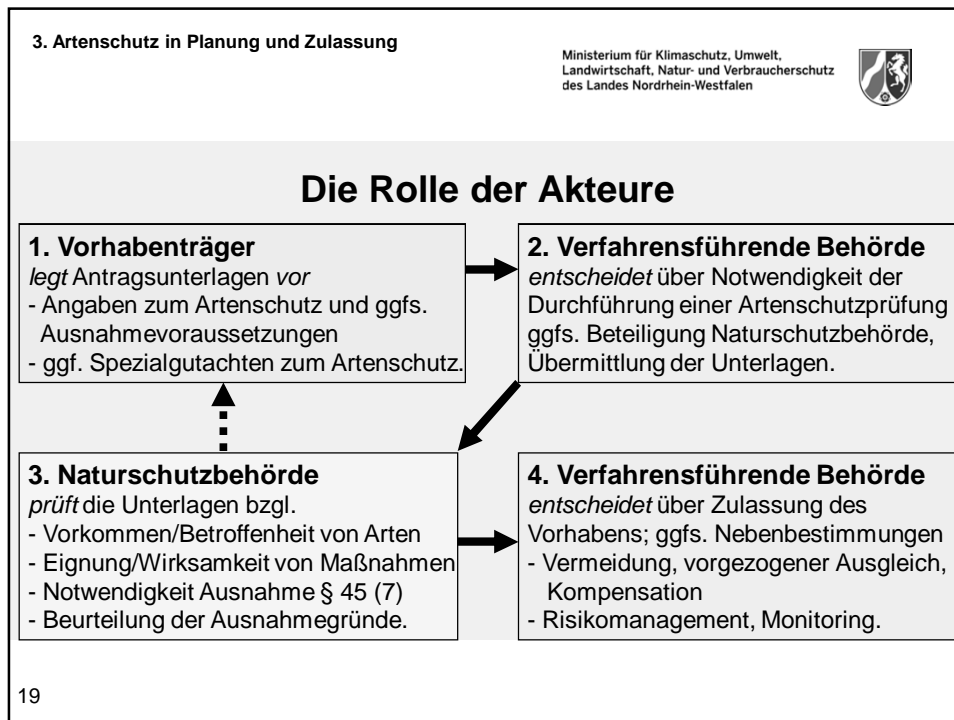 3. Artenschutz in Planung und Zulassung
Ministerium für Klimaschutz, Umwelt,
Landwirtschaft, Natur- und Verbraucherschutz
des Landes Nordrhein-Westfalen
Die Rolle der Akteure
1. Vorhabenträger
legt Antragsunterlagen vor
- Angaben zum Artenschutz und ggfs.
Ausnahmevoraussetzungen
- ggf. Spezialgutachten zum Artenschutz.
2. Verfahrensführende Behörde
entscheidet über Notwendigkeit der
Durchführung einer Artenschutzprüfung
ggfs. Beteiligung Naturschutzbehörde,
Übermittlung der Unterlagen.
3. Naturschutzbehörde
prüft die Unterlagen bzgl.
- Vorkommen/Betroffenheit von Arten
- Eignung/Wirksamkeit von Maßnahmen
- Notwendigkeit Ausnahme § 45 (7)
- Beurteilung der Ausnahmegründe.
4. Verfahrensführende Behörde
entscheidet über Zulassung des
Vorhabens; ggfs. Nebenbestimmungen
- Vermeidung, vorgezogener Ausgleich,
Kompensation
- Risikomanagement, Monitoring.
19